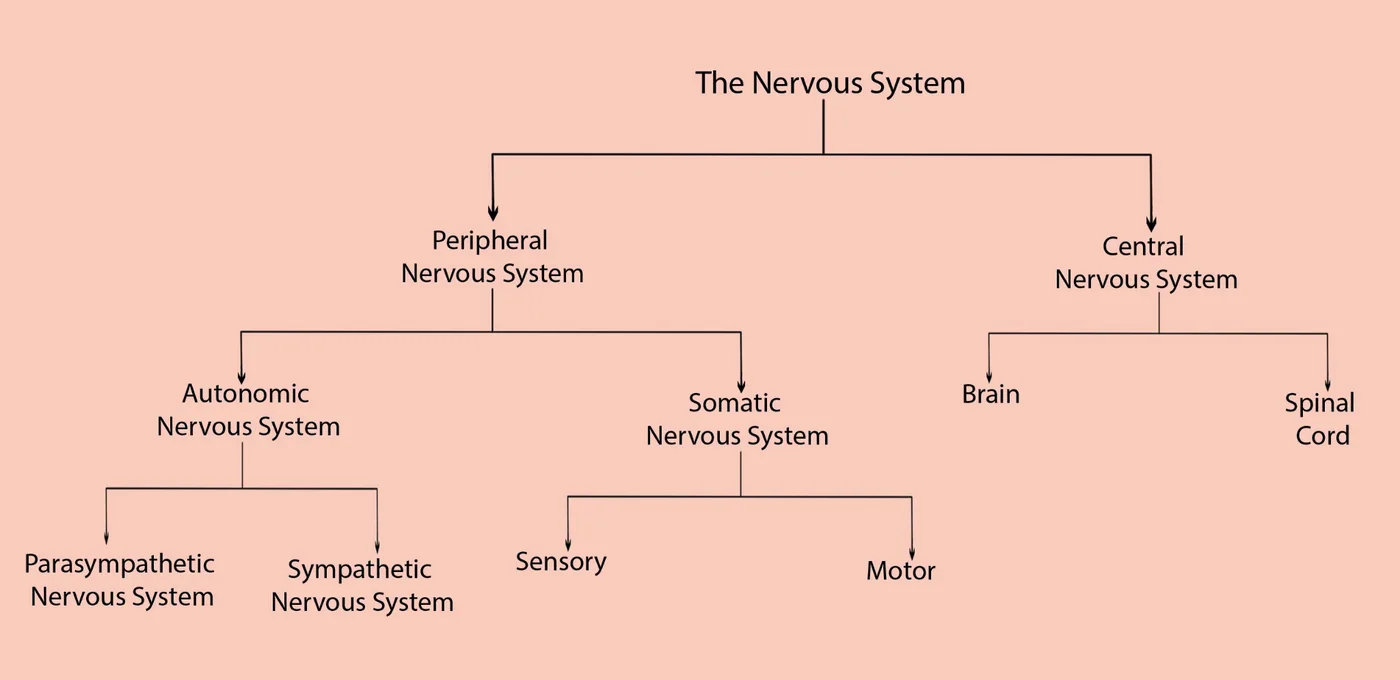 The Nervous System
Peripheral
Nervous System
Central
Nervous System
Autonomic
Nervous System
Somatic
Nervous System
Brain
Spinal
Cord
Parasympathetic
Nervous System
Sympathetic
Nervous System
Sensory
Motor